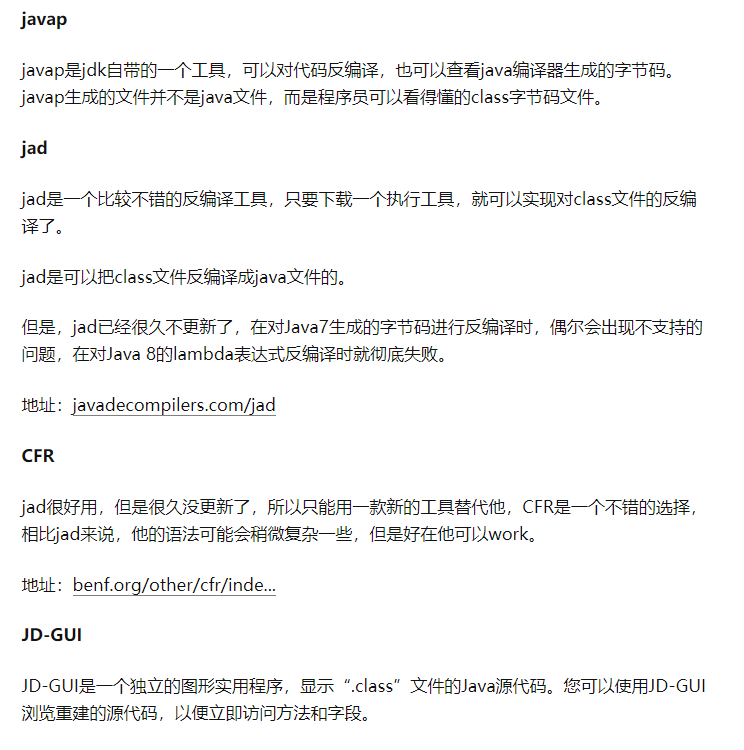 javap
javap是jdk自带的一个工具，可以对代码反编译，也可以查看java编译器生成的字节码。
javap生成的文件并不是java文件，而是程序员可以看得懂的class字节码文件。
jad
jad是一个比较不错的反编译工具，只要下载一个执行工具，就可以实现对class文件的反编
译了。
jad是可以把class文件反编译成java文件的。
但是，jad已经很久不更新了，在对Java7生成的字节码进行反编译时，偶尔会出现不支持的
问题，在对Java 8的lambda表达式反编译时就彻底失败。
地址：javadecompilers.com/jad
CFR
jad很好用，但是很久没更新了，所以只能用一款新的工具替代他，CFR是一个不错的选择，
相比jad来说，他的语法可能会稍微复杂一些，但是好在他可以work。
地址：benf.org/other/cfr/inde...
JD-GUI
JD-GUI是一个独立的图形实用程序，显示“.class”文件的Java源代码。您可以使用JD-GUI
浏览重建的源代码，以便立即访问方法和字段。